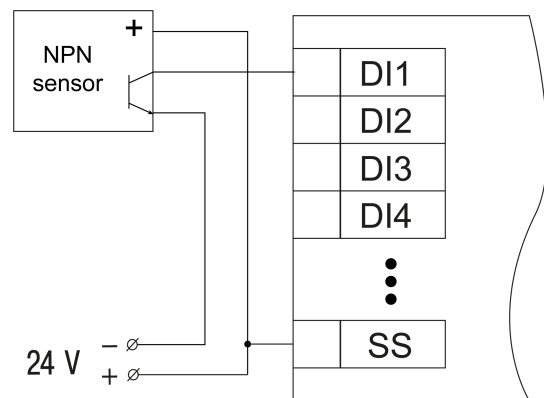 +
NPN
sensor
DI1
DI2
DI3
DI4
SS
24 V
−
+